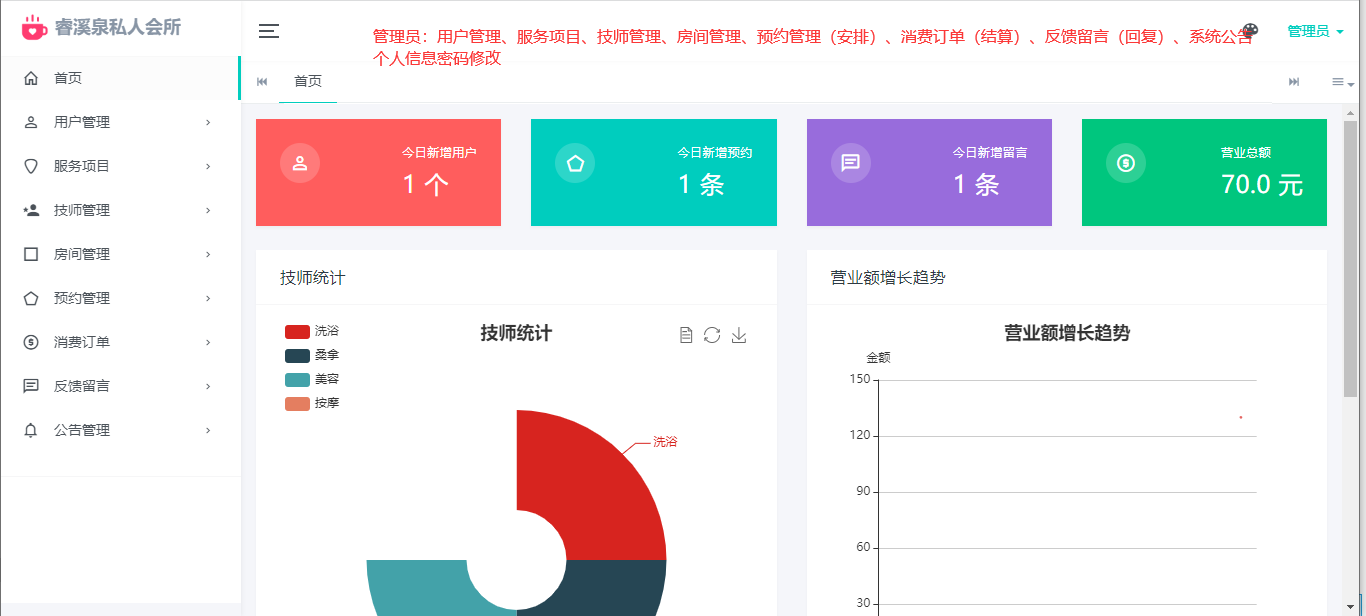 睿溪泉私人会所
管理员：用户管理、服务项目、技师管理、房间管理、预约管理（安排）、消费订单（结算）、反馈留言（回复）、系统公告
个人信息密码修改
管理员
首页
用户管理
服务项目
技师管理
房间管理
预约管理
消费订单
反馈留言
公告管理
首页
今日新增用户
1 个
今日新增预约
1 条
今日新增留言
1 条
营业总额
70.0 元
技师统计
技师统计
洗浴
桑拿
美容
按摩
洗浴
营业额增长趋势
营业额增长趋势
金额
150
120
90
60
30